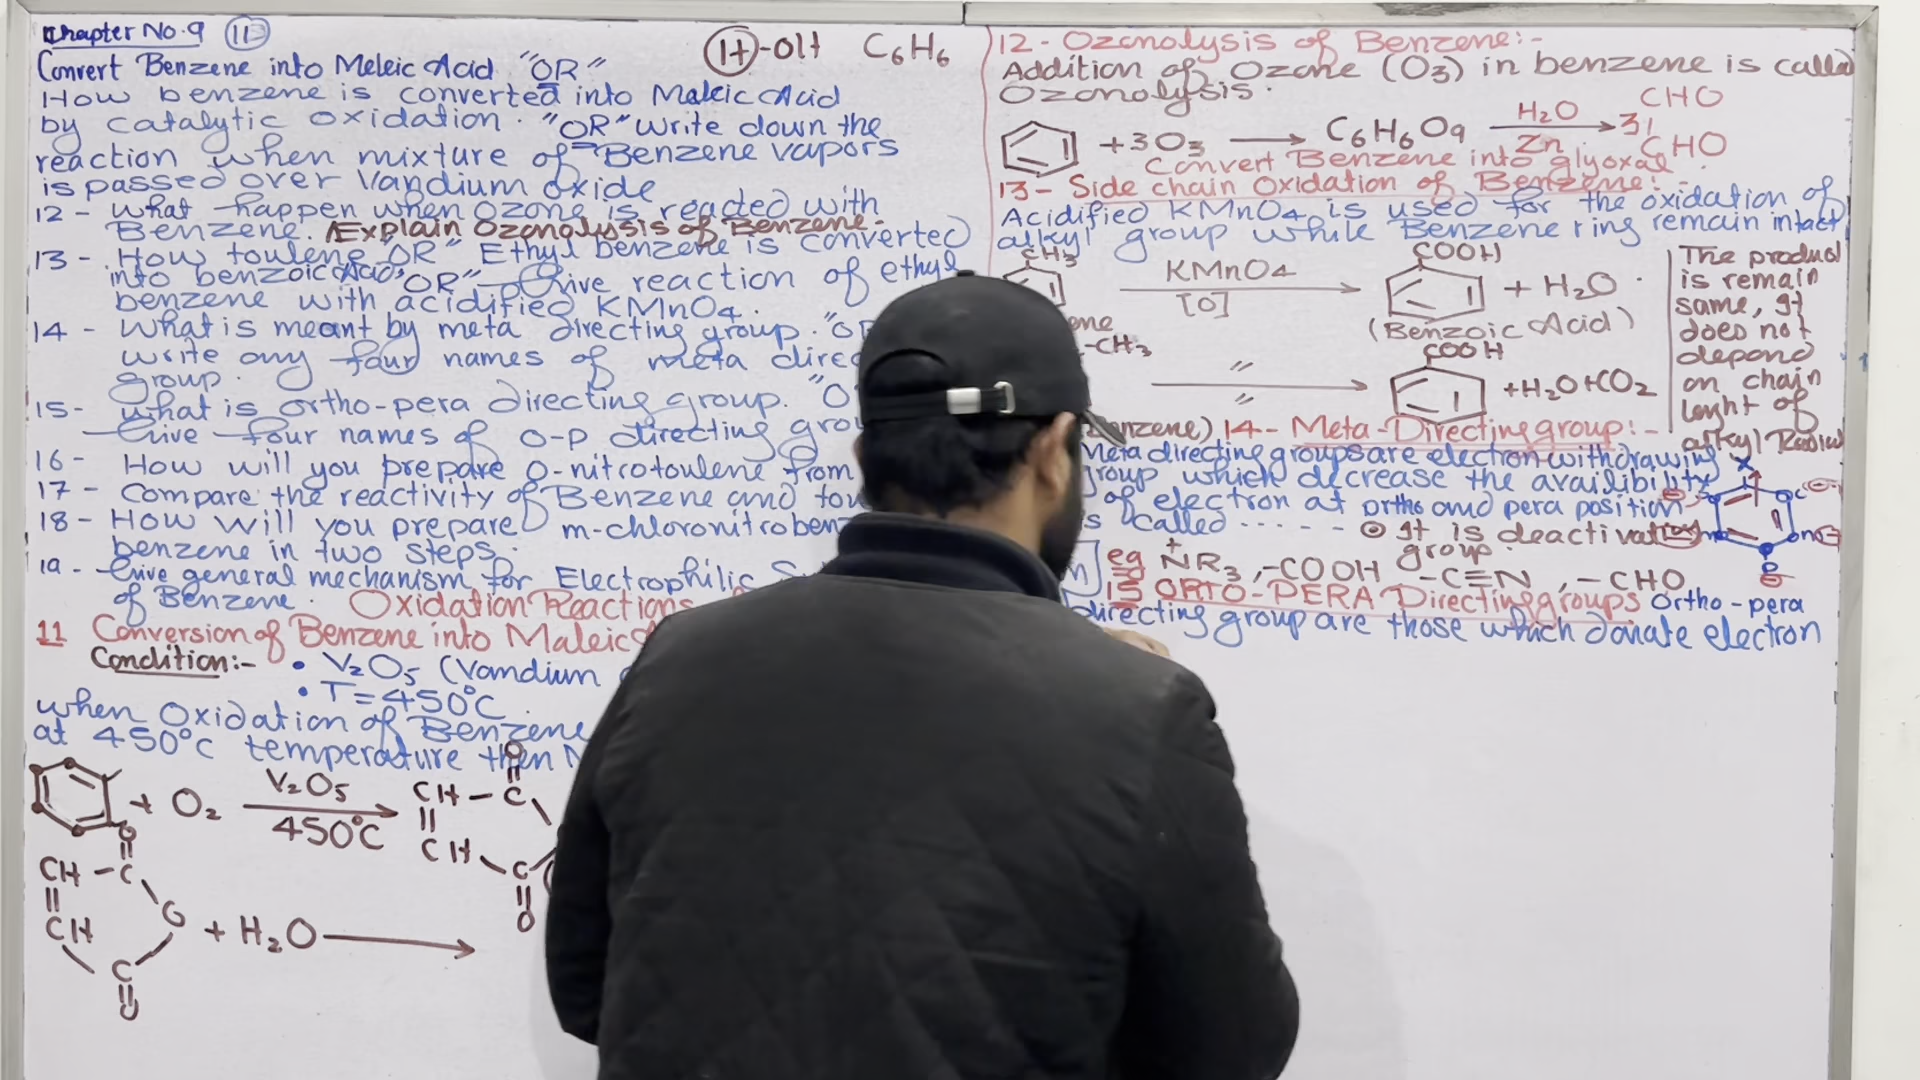 Chapter No.9 (11)
Convert Benzene into Meleic Acid "OR"
How benzene is converted into Maleic Acid
by catalytic oxidation. "OR" write down the
reaction when mixture of Benzene vapors
is passed over Vandium oxide
12 - what happen when Ozone is reacted with
Benzene. Explain Ozonolysis of Benzene.
13 - How toulene "OR" Ethyl benzene is converted
into benzoic Acid, "OR" Give reaction of ethyl
benzene with acidified KMnO4.
14 - What is meant by meta directing group.
write any four names of meta
group.
15- what is ortho-pera directing group.
Give four names of o-p directing
16 - How will you prepare o-nitrotoulene from
17 - Compare the reactivity of Benzene and
18 - How will you prepare
benzene in two steps.
19 - Give general mechanism for Electrophilic
of Benzene. Oxidation Reactions
11 Conversion of Benzene into Maleic
Condition:- • V₂O₅ (Vandium
• T = 450°C.
when Oxidation of Benzene
at 450°C temperature then
+ O₂ V₂O₅ 450°C
O
CH - C
CH
C
O
O
CH - C
CH
O + H₂O
C
O
H-OH C6H6
12- Ozonolysis of Benzene:-
Addition of Ozone (O3) in benzene is called
Ozonolysis.
+3O3 C6H6O9 H₂O Zn 3 CHO CHO
Convert Benzene into glyoxal
13- Side chain Oxidation of Benzene:-
Acidified KMnO4 is used for the oxidation of
alkyl group while Benzene ring remain intact
CH3 KMnO4 [O] COOH + H₂O.
(Benzoic Acid)
-CH3 " " COOH +H₂O+CO2
The product
is remain
same, It
does not
depend
on chain
lenght of
alkyl
14- Meta-Directing group:-
Meta directing groups are electron withdrawing
group which decrease the availibility
of electron at ortho and pera position
called ------ It is deactivating
group.
eg NR3+, -COOH -C≡N, -CHO
15 ORTO-PERA Directing groups Ortho-pera
directing group are those which donate electron